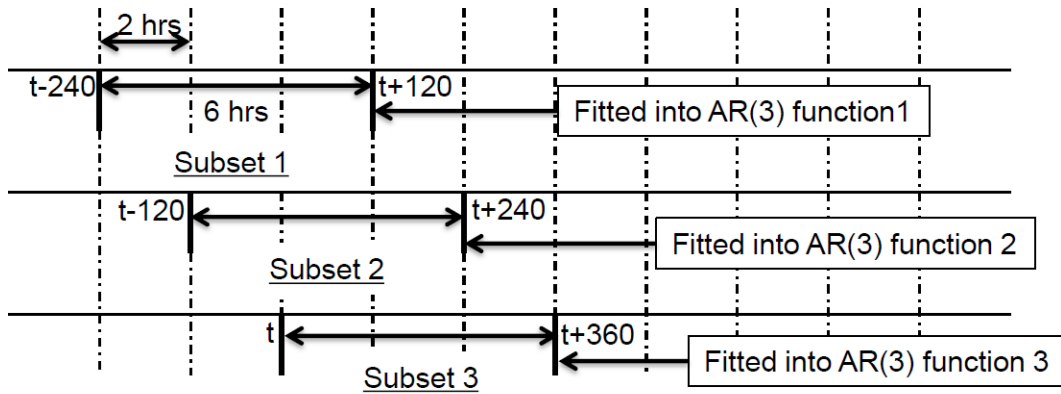 2 hrs
t-240
6 hrs
t+120
Fitted into AR(3) function1
Subset 1
t-120
t+240
Fitted into AR(3) function 2
Subset 2
t
t+360
Fitted into AR(3) function 3
Subset 3